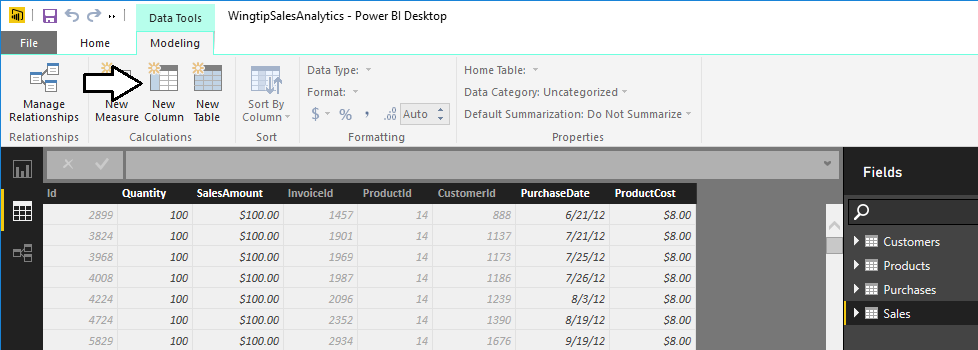 Data Tools WingtipSalesAnalytics - Power BI Desktop
File Home Modeling
Manage Relationships
New Measure
New Column
New Table
Sort By Column
Data Type:
Format:
$ % , .00 Auto
Home Table:
Data Category: Uncategorized
Default Summarization: Do Not Summarize
Relationships Calculations Sort Formatting Properties
Id Quantity SalesAmount InvoiceId ProductId CustomerId PurchaseDate ProductCost
2899 100 $100.00 1457 14 888 6/21/12 $8.00
3824 100 $100.00 1901 14 1137 7/21/12 $8.00
3968 100 $100.00 1969 14 1173 7/25/12 $8.00
4008 100 $100.00 1987 14 1186 7/26/12 $8.00
4224 100 $100.00 2096 14 1239 8/3/12 $8.00
4724 100 $100.00 2352 14 1390 8/19/12 $8.00
5829 100 $100.00 2934 14 1676 9/19/12 $8.00
Fields
Customers
Products
Purchases
Sales